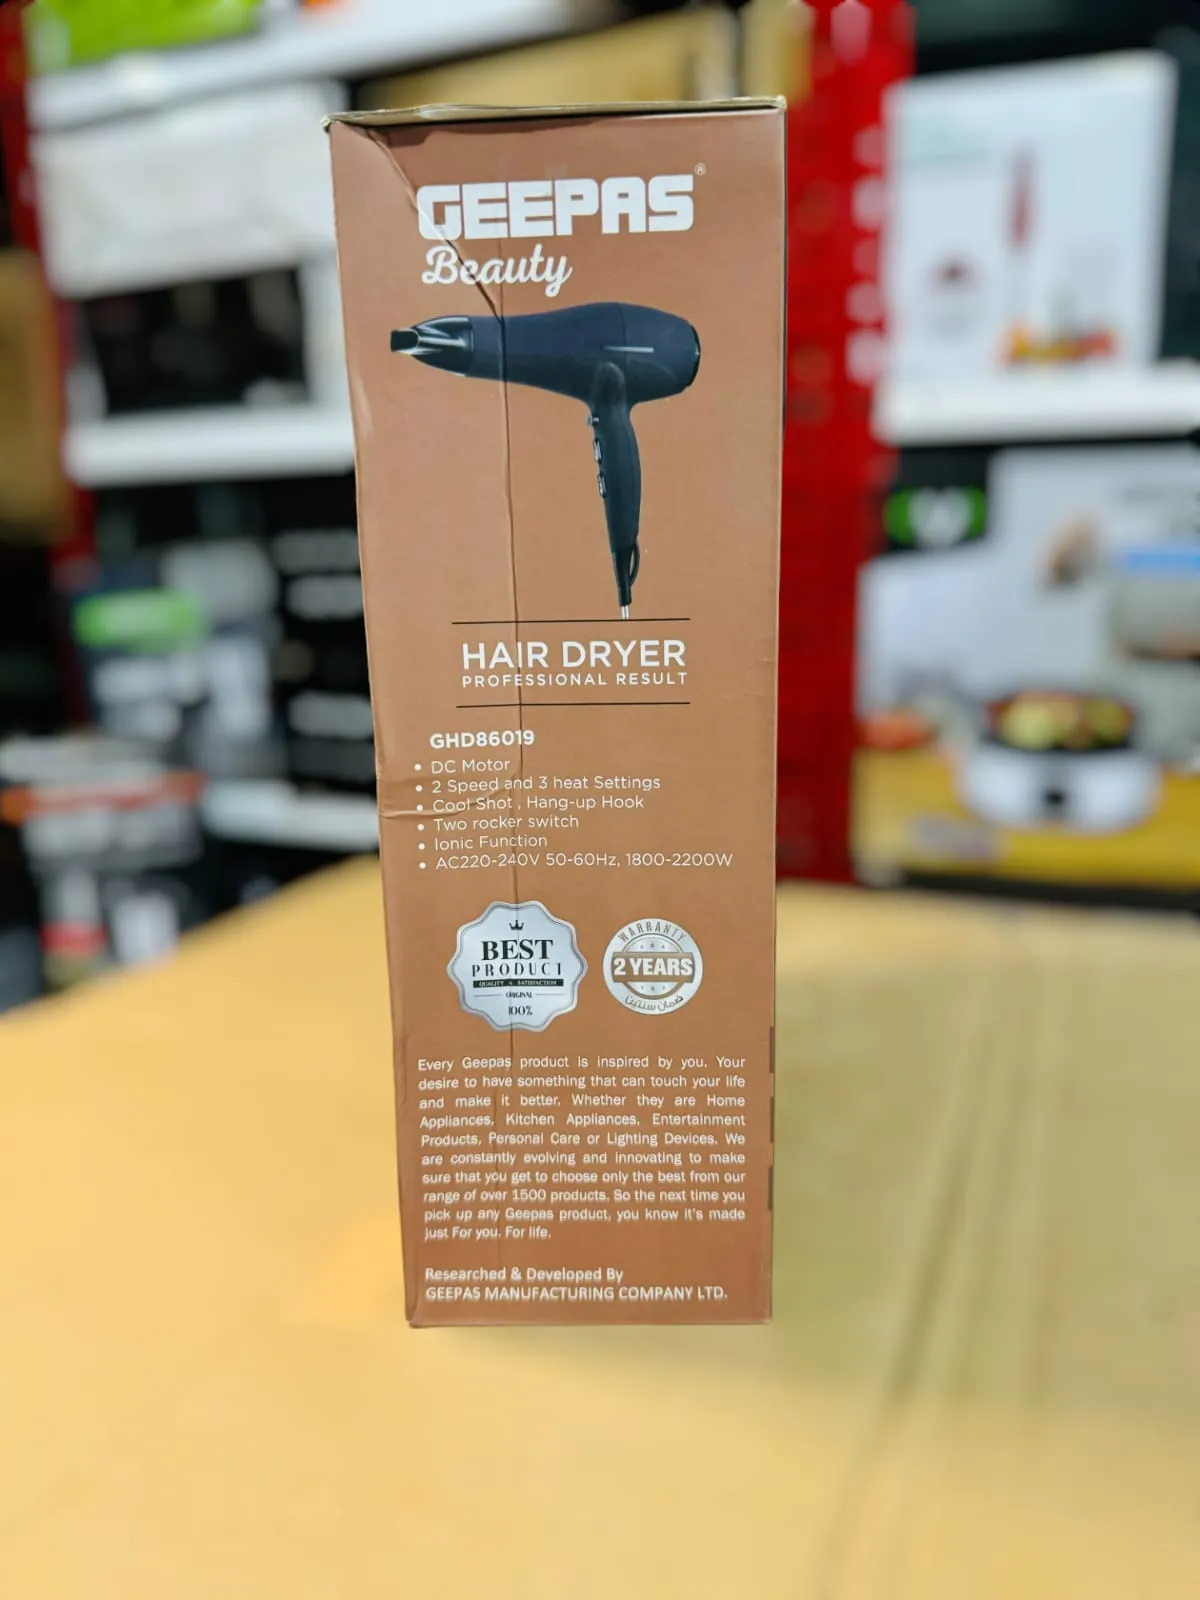 GEEPAS®
Beauty
HAIR DRYER
PROFESSIONAL RESULT
GHD86019
• DC Motor
• 2 Speed and 3 heat Settings
• Cool Shot , Hang-up Hook
• Two rocker switch
• Ionic Function
• AC220-240V 50-60Hz, 1800-2200W
BEST
PRODUCT
QUALITY & SATISFACTION
ORIGINAL
100%
WARRANTY
2 YEARS
ضمان سنتين
Every Geepas product is inspired by you. Your
desire to have something that can touch your life
and make it better. Whether they are Home
Appliances, Kitchen Appliances, Entertainment
Products, Personal Care or Lighting Devices. We
are constantly evolving and innovating to make
sure that you get to choose only the best from our
range of over 1500 products. So the next time you
pick up any Geepas product, you know it's made
just For you. For life.
Researched & Developed By
GEEPAS MANUFACTURING COMPANY LTD.